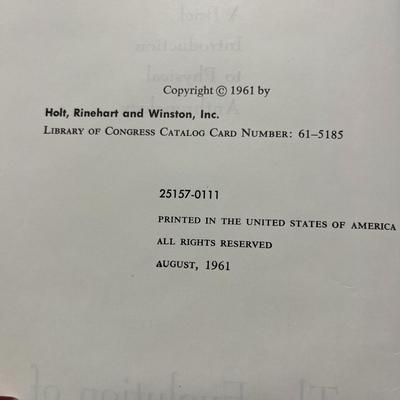 Copyright © 1961 by
Holt, Rinehart and Winston, Inc.
Library of Congress Catalog Card Number: 61–5185
25157-0111
PRINTED IN THE UNITED STATES OF AMERICA
ALL RIGHTS RESERVED
AUGUST, 1961